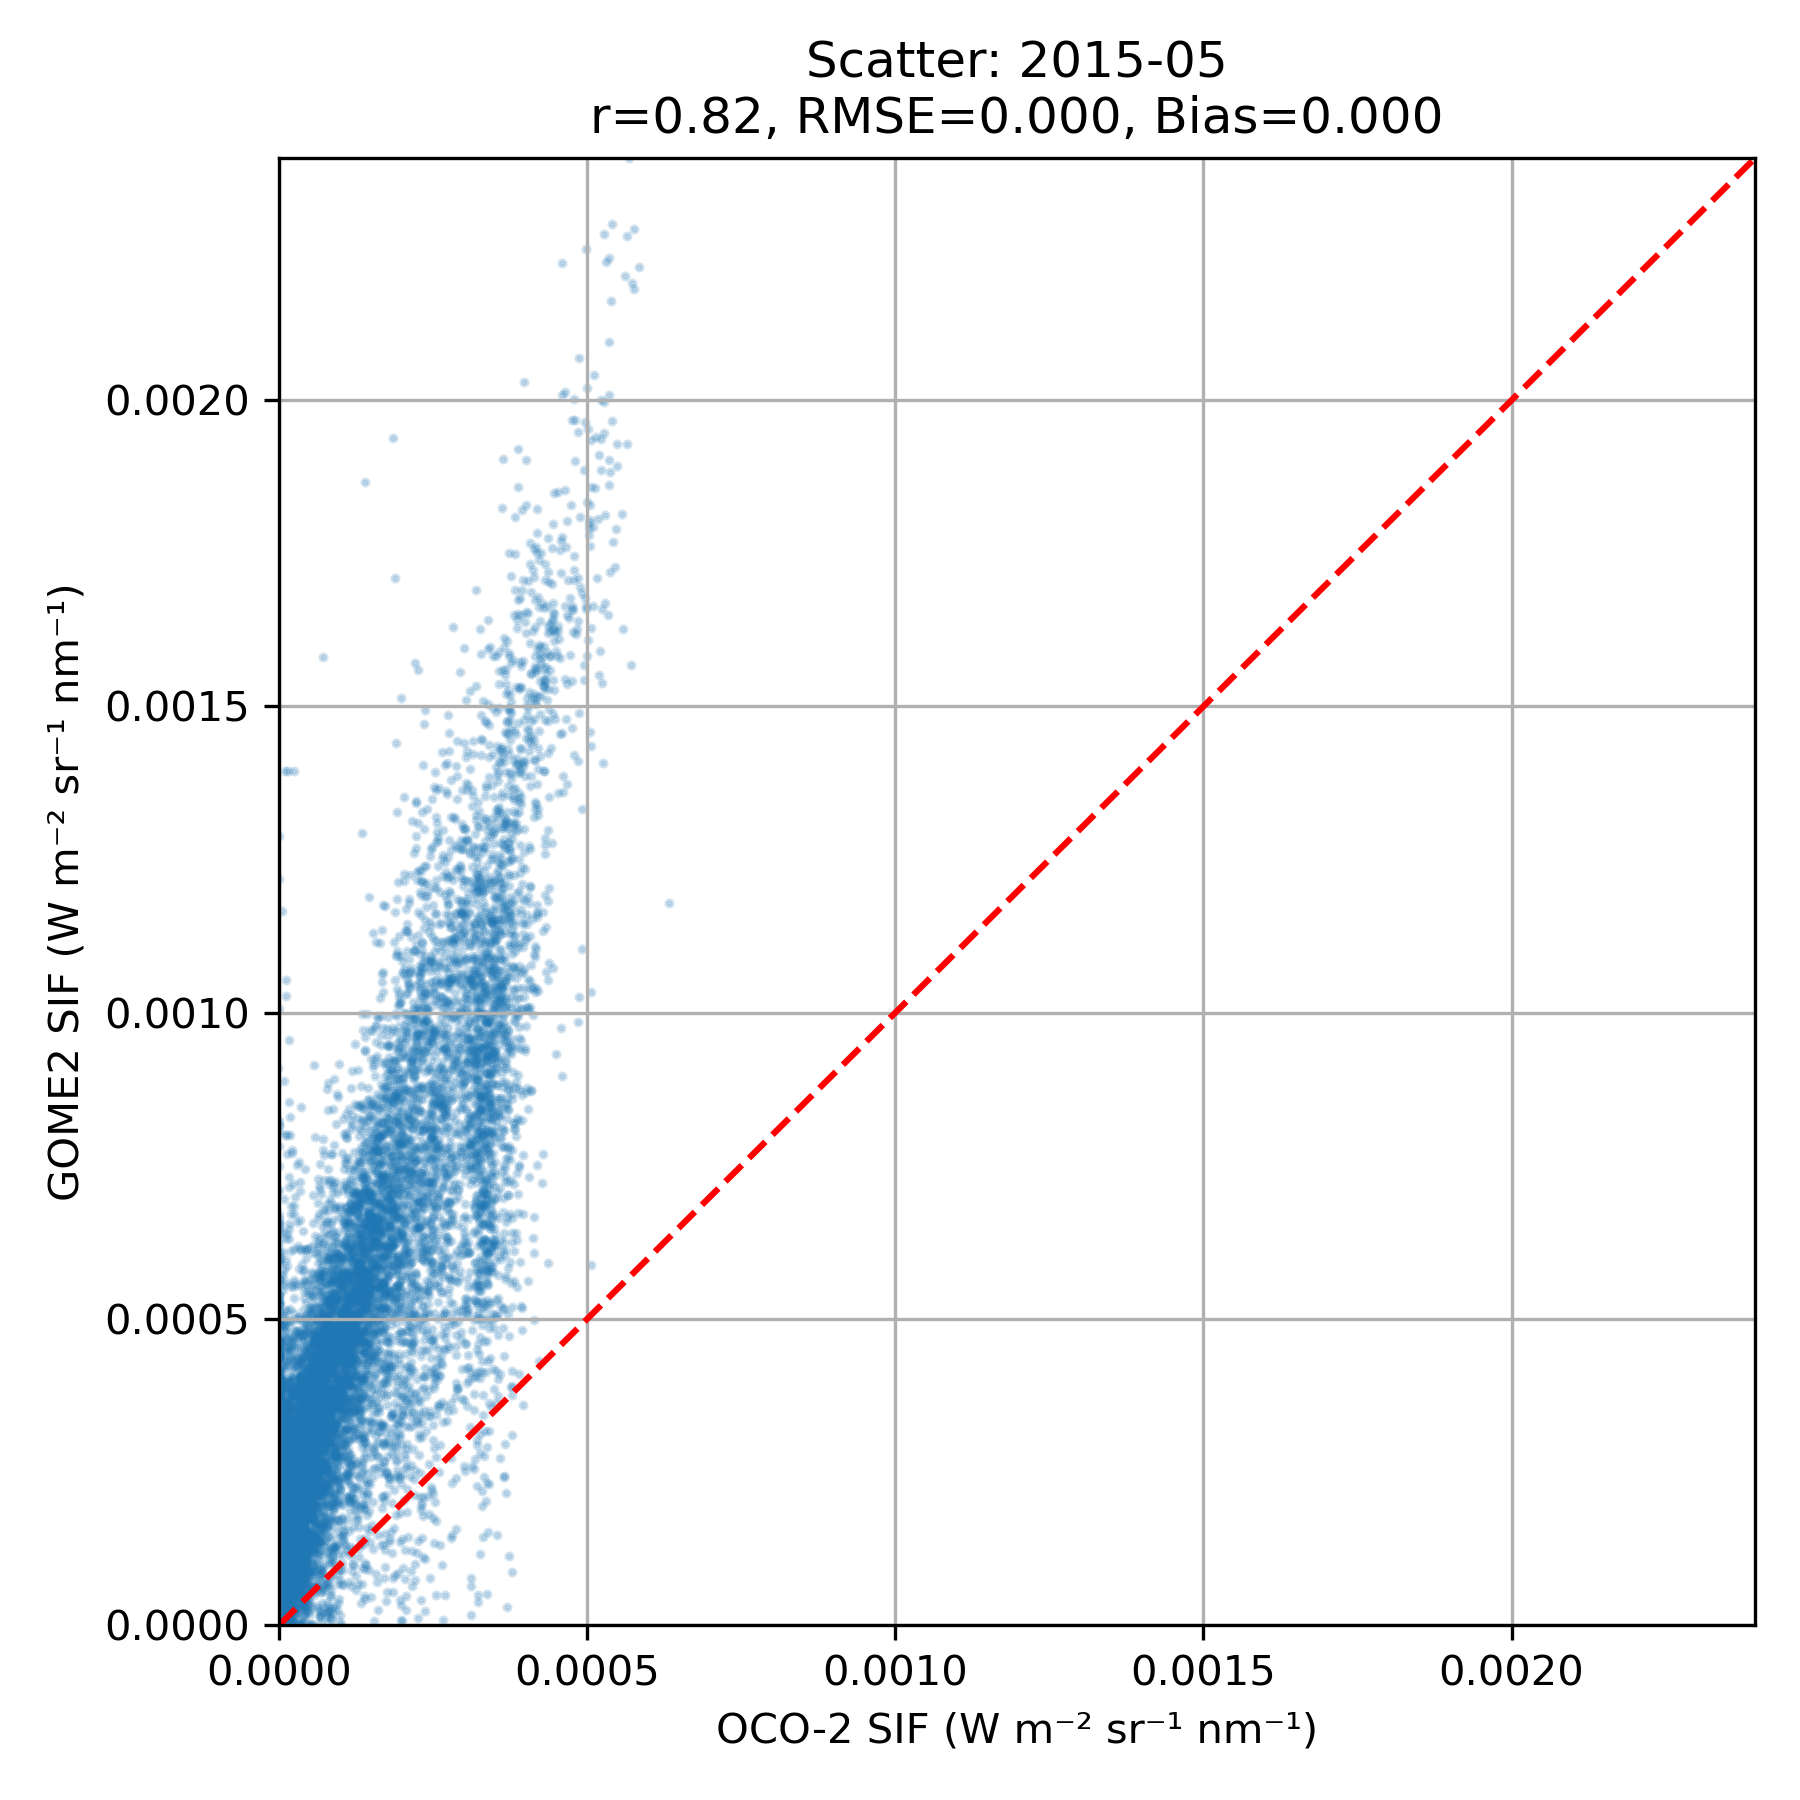 Scatter: 2015-05
r=0.82, RMSE=0.000, Bias=0.000
GOME2 SIF (W m⁻² sr⁻¹ nm⁻¹)
0.0020
0.0015
0.0010
0.0005
0.0000
0.0000 0.0005 0.0010 0.0015 0.0020
OCO-2 SIF (W m⁻² sr⁻¹ nm⁻¹)